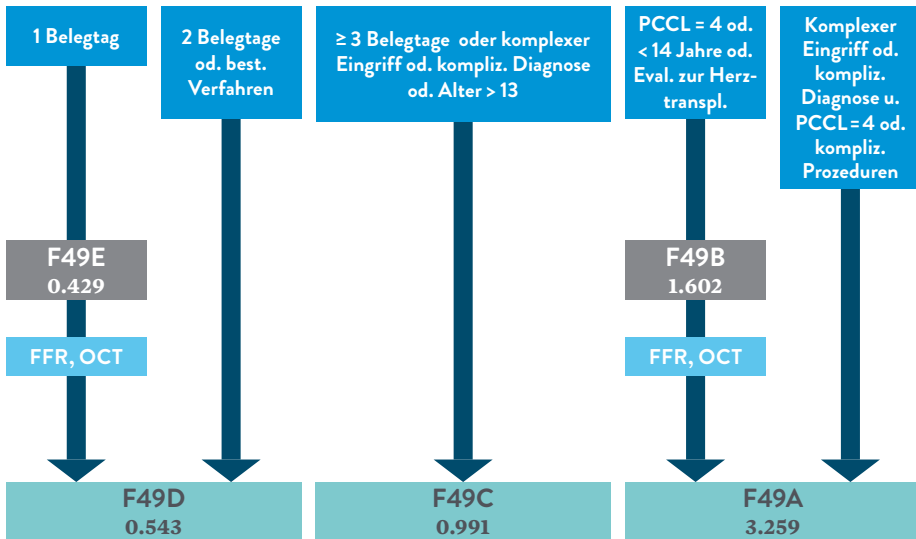 1 Belegtag
2 Belegtage
od. best.
Verfahren
≥ 3 Belegtage oder komplexer
Eingriff od. kompliz. Diagnose
od. Alter > 13
PCCL = 4 od.
< 14 Jahre od.
Eval. zur Herz-
transpl.
Komplexer
Eingriff od.
kompliz.
Diagnose u.
PCCL = 4 od.
kompliz.
Prozeduren
F49E
0.429
F49B
1.602
FFR, OCT
FFR, OCT
F49D
0.543
F49C
0.991
F49A
3.259